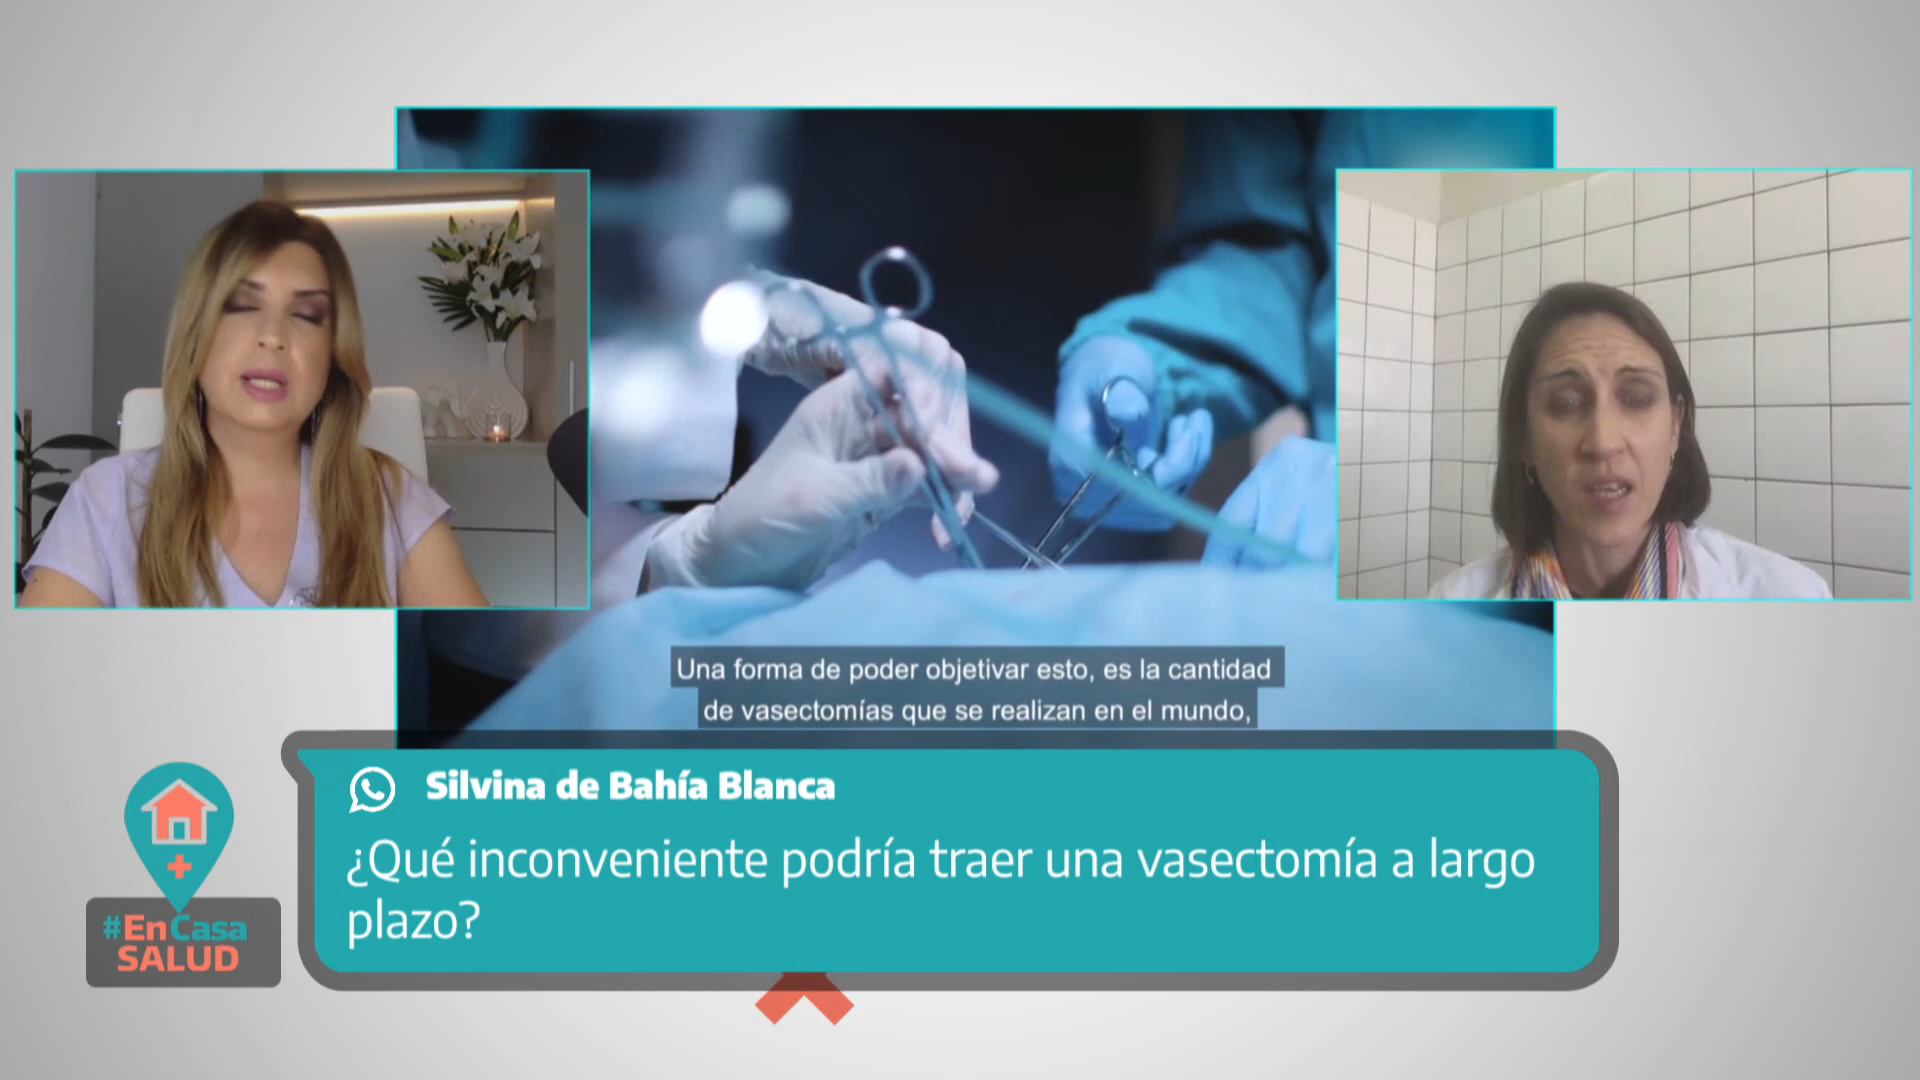 Una forma de poder objetivar esto, es la cantidad
de vasectomías que se realizan en el mundo,
Silvina de Bahía Blanca
¿Qué inconveniente podría traer una vasectomía a largo
plazo?
#EnCasa
SALUD